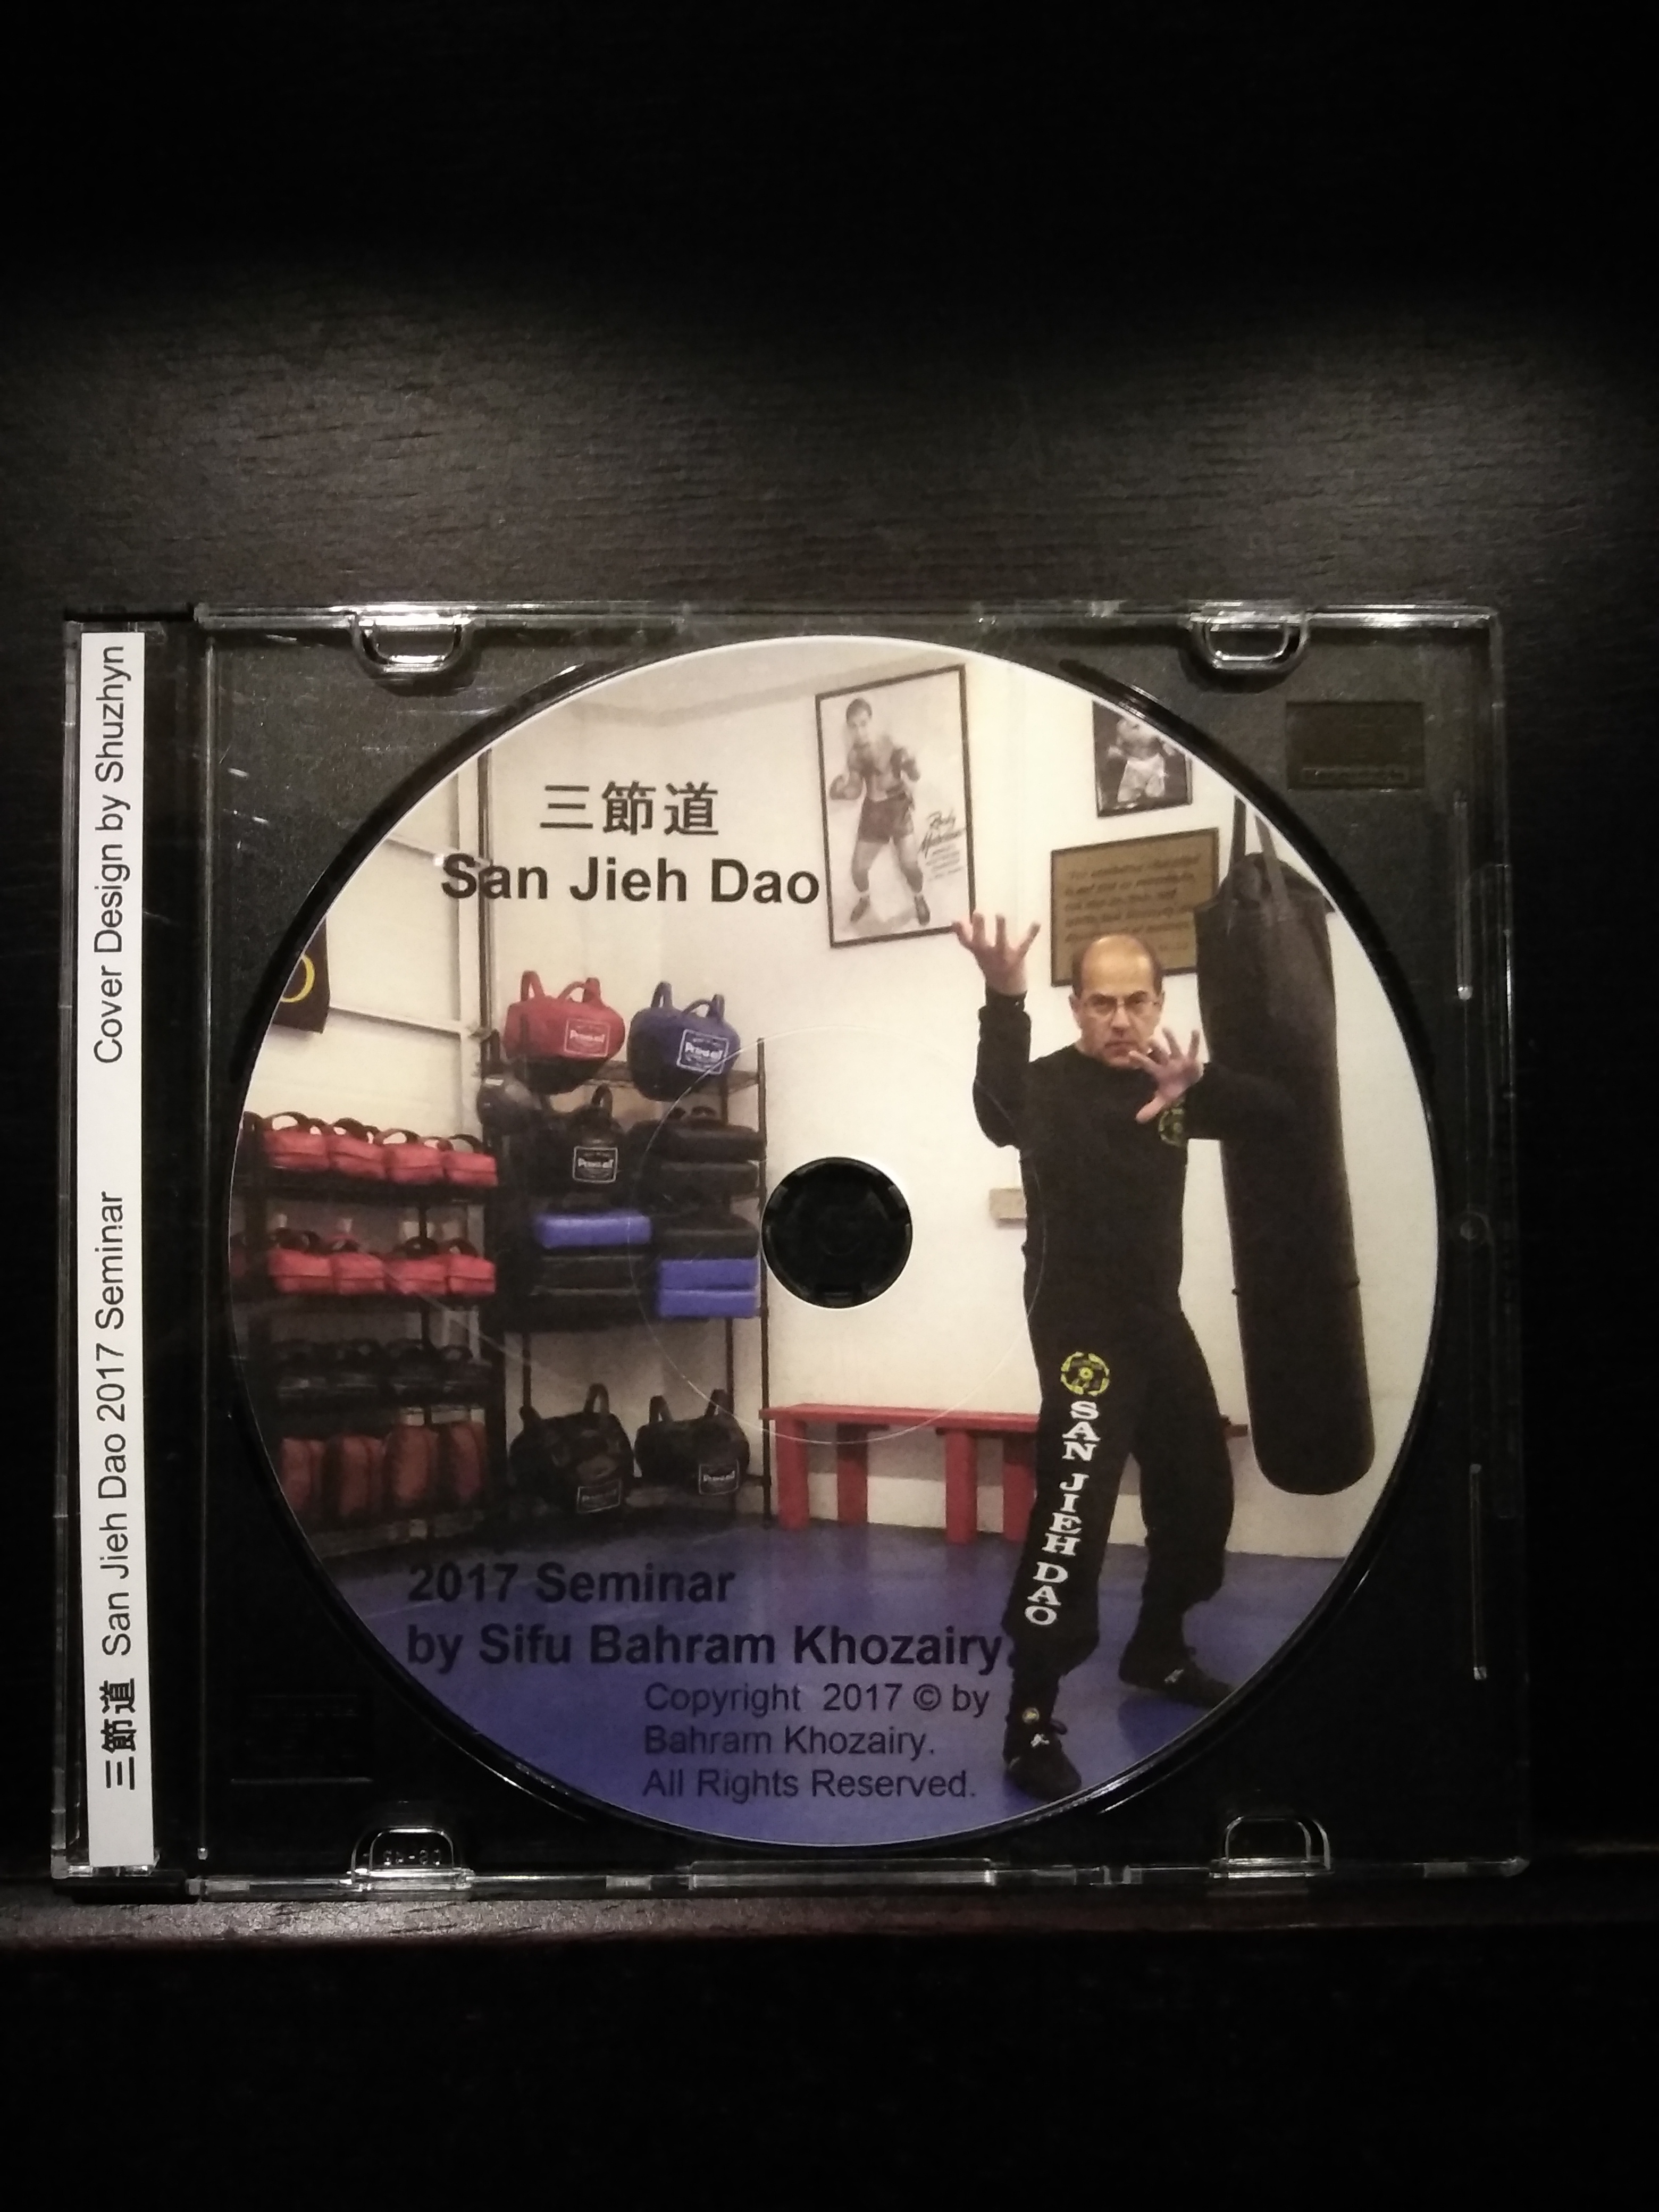 三節道 San Jieh Dao 2017 Seminar Cover Design by Shuzhyn
三節道
San Jieh Dao
SAN JIEH DAO
2017 Seminar
by Sifu Bahram Khozairy
Copyright 2017 © by
Bahram Khozairy.
All Rights Reserved.